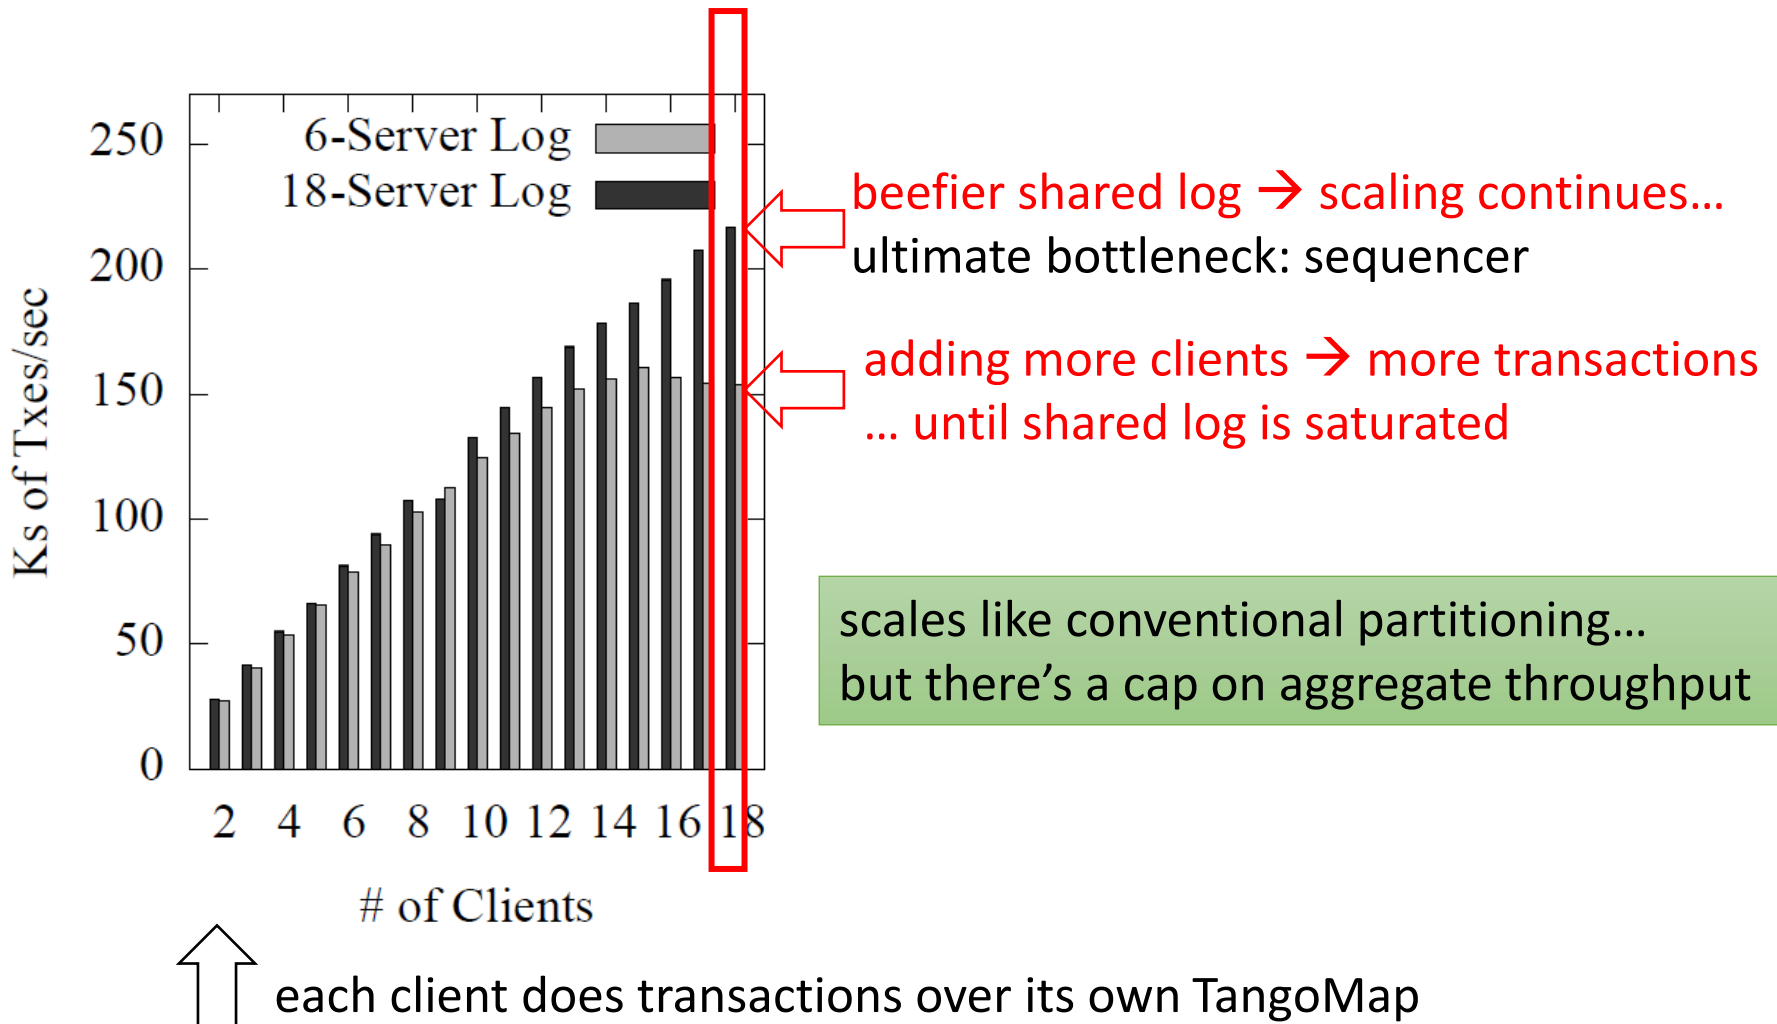 250
200
150
100
50
0
Ks of Txes/sec
6-Server Log
18-Server Log
2 4 6 8 10 12 14 16 18
# of Clients
beefier shared log → scaling continues…
ultimate bottleneck: sequencer
adding more clients → more transactions
… until shared log is saturated
scales like conventional partitioning…
but there’s a cap on aggregate throughput
each client does transactions over its own TangoMap